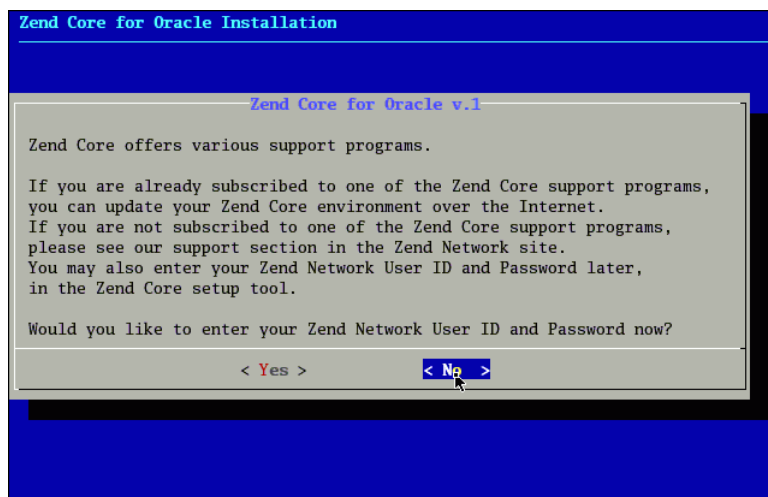 Zend Core for Oracle Installation
Zend Core for Oracle v.1
Zend Core offers various support programs.
If you are already subscribed to one of the Zend Core support programs,
you can update your Zend Core environment over the Internet.
If you are not subscribed to one of the Zend Core support programs,
please see our support section in the Zend Network site.
You may also enter your Zend Network User ID and Password later,
in the Zend Core setup tool.
Would you like to enter your Zend Network User ID and Password now?
< Yes > < No >